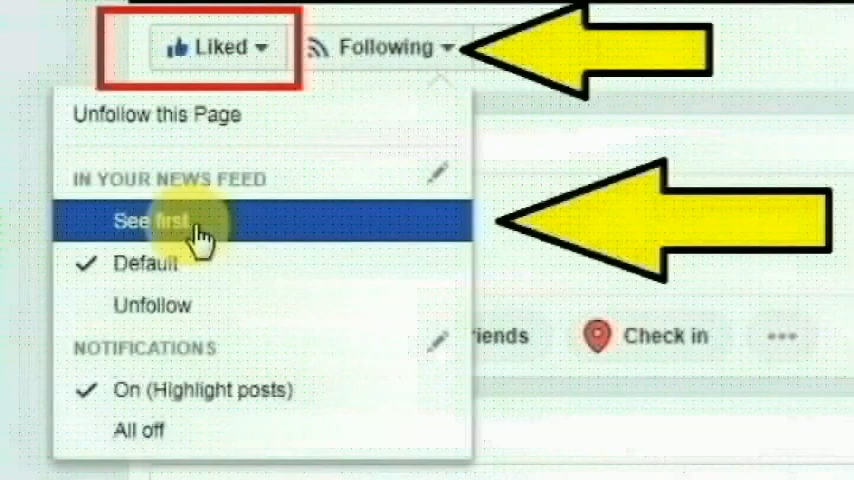 Liked Following
Unfollow this Page
IN YOUR NEWS FEED
See first
Default
Unfollow
riends Check in
NOTIFICATIONS
On (Highlight posts)
All off